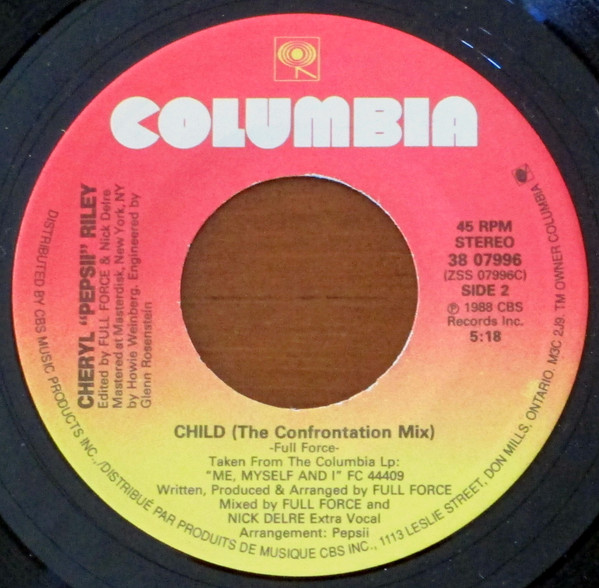 COLUMBIA
CHERYL "PEPSII" RILEY
Edited by FULL FORCE & Nick Delre
Mastered at Masterdisk, New York, NY
by Howie Weinberg. Engineered by
Glenn Rosenstein
45 RPM
STEREO
38 07996
(ZSS 07996C)
SIDE 2
℗ 1988 CBS
Records Inc.
5:18
CHILD (The Confrontation Mix)
-Full Force-
Taken From The Columbia Lp:
"ME, MYSELF AND I" FC 44409
Written, Produced & Arranged by FULL FORCE
Mixed by FULL FORCE and
NICK DELRE Extra Vocal
Arrangement: Pepsii
DISTRIBUTED BY CBS MUSIC PRODUCTS INC.,/DISTRIBUÉ PAR PRODUITS DE MUSIQUE CBS INC., 1113 LESLIE STREET, DON MILLS, ONTARIO. M3C 2J9. TM OWNER COLUMBIA